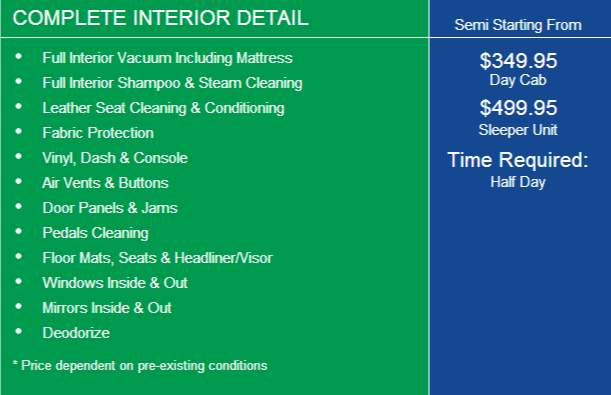 COMPLETE INTERIOR DETAIL
• Full Interior Vacuum Including Mattress
• Full Interior Shampoo & Steam Cleaning
• Leather Seat Cleaning & Conditioning
• Fabric Protection
• Vinyl, Dash & Console
• Air Vents & Buttons
• Door Panels & Jams
• Pedals Cleaning
• Floor Mats, Seats & Headliner/Visor
• Windows Inside & Out
• Mirrors Inside & Out
• Deodorize
* Price dependent on pre-existing conditions
Semi Starting From
$349.95
Day Cab
$499.95
Sleeper Unit
Time Required:
Half Day